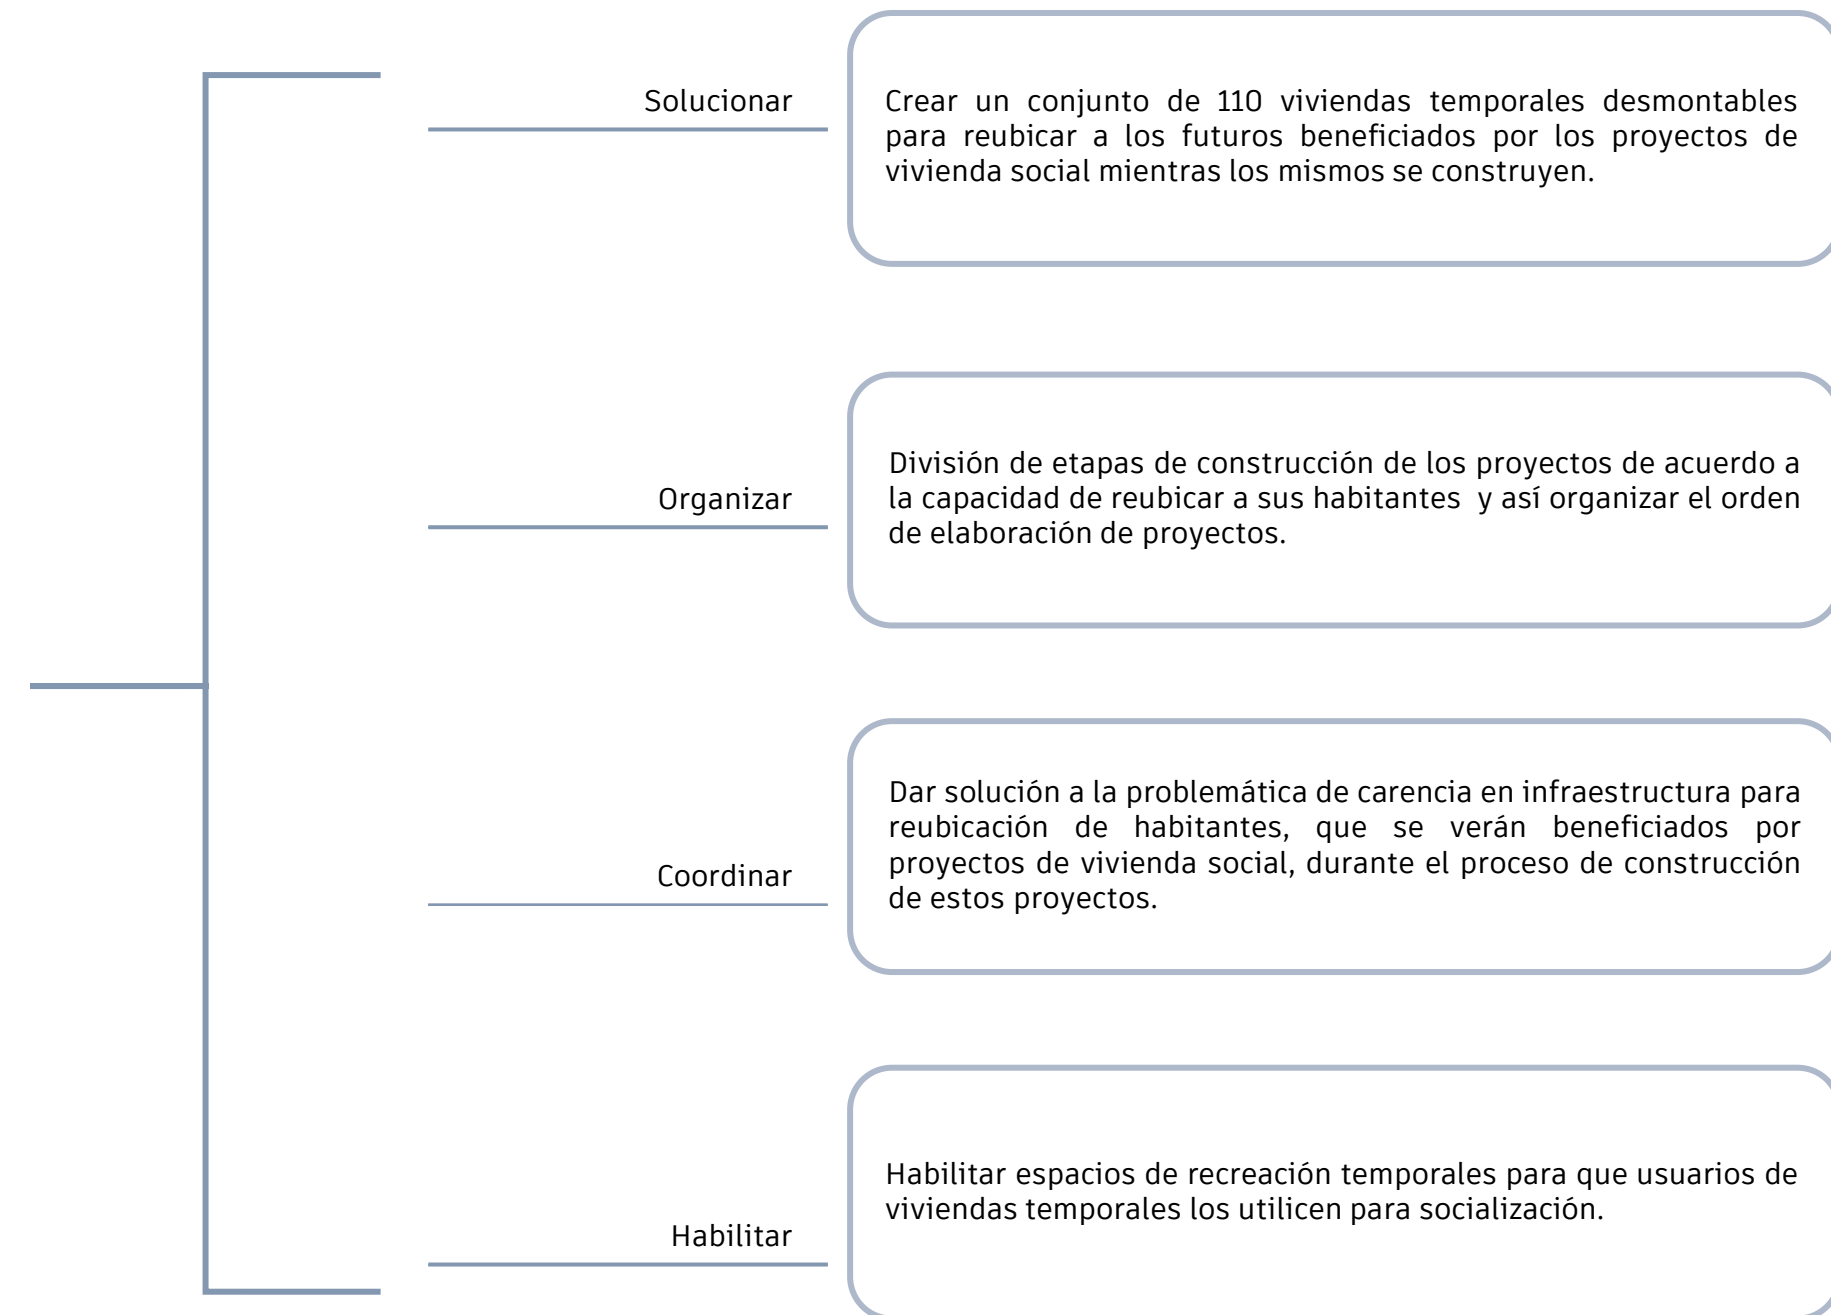 Solucionar
Crear un conjunto de 110 viviendas temporales desmontables
para reubicar a los futuros beneficiados por los proyectos de
vivienda social mientras los mismos se construyen.
Organizar
División de etapas de construcción de los proyectos de acuerdo a
la capacidad de reubicar a sus habitantes y así organizar el orden
de elaboración de proyectos.
Coordinar
Dar solución a la problemática de carencia en infraestructura para
reubicación de habitantes, que se verán beneficiados por
proyectos de vivienda social, durante el proceso de construcción
de estos proyectos.
Habilitar
Habilitar espacios de recreación temporales para que usuarios de
viviendas temporales los utilicen para socialización.